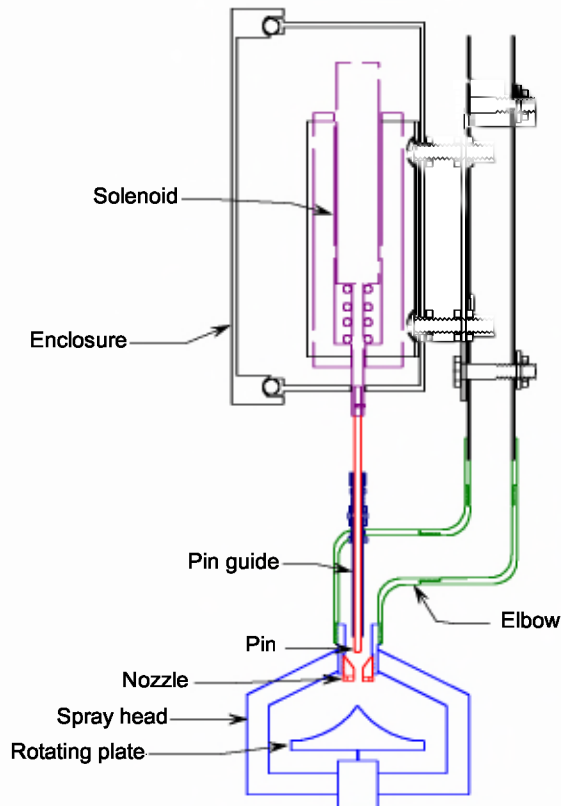 Solenoid
Enclosure
Pin guide
Elbow
Pin
Nozzle
Spray head
Rotating plate